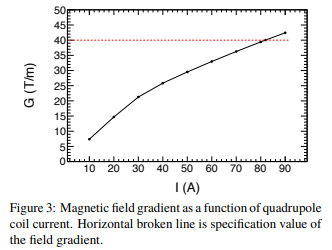 50
45
40
35
30
25
20
15
10
5
0
G (T/m)
10 20 30 40 50 60 70 80 90
I (A)
Figure 3: Magnetic field gradient as a function of quadrupole
coil current. Horizontal broken line is specification value of
the field gradient.